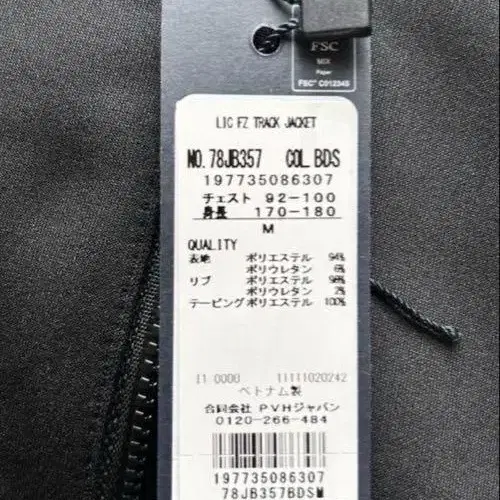 FSC
MIX
Paper
FSC® C012345
LIC FZ TRACK JACKET
NO. 78JB357 COL. BDS
197735086307
チェスト 92-100
身長 170-180
M
QUALITY
表地 ポリエステル 94%
ポリウレタン 6%
リブ ポリエステル 98%
ポリウレタン 2%
テーピング ポリエステル 100%
I1 0000 11111020242
ベトナム製
合同会社 PVHジャパン
0120-266-484
197735086307
78JB357BDSM